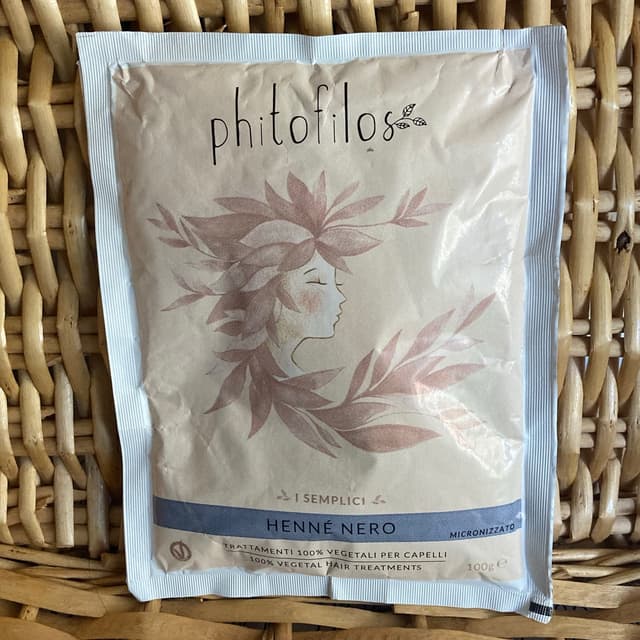 phitofilos
I SEMPLICI
HENNÉ NERO
MICRONIZZATO
TRATTAMENTI 100% VEGETALI PER CAPELLI
100% VEGETAL HAIR TREATMENTS
100g ℮